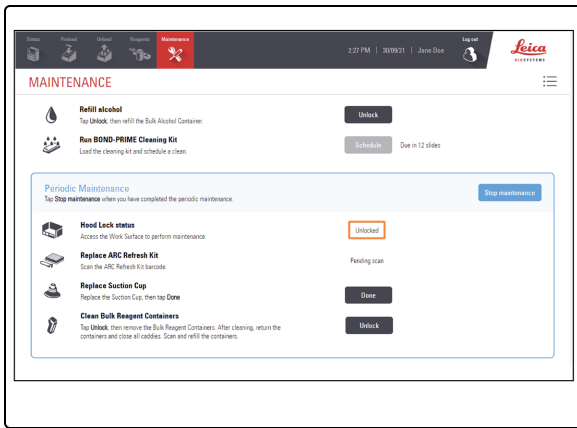 Status Preload Unload Reagents Maintenance
2:27 PM | 30/09/21 | Jane Doe
Log out
Leica
BIOSYSTEMS
MAINTENANCE
Refill alcohol
Tap Unlock, then refill the Bulk Alcohol Container.
Unlock
Run BOND-PRIME Cleaning Kit
Load the cleaning kit and schedule a clean.
Schedule Due in 12 slides
Periodic Maintenance
Tap Stop maintenance when you have completed the periodic maintenance.
Stop maintenance
Hood Lock status
Access the Work Surface to perform maintenance.
Unlocked
Replace ARC Refresh Kit
Scan the ARC Refresh Kit barcode.
Pending scan
Replace Suction Cup
Replace the Suction Cup, then tap Done
Done
Clean Bulk Reagent Containers
Tap Unlock, then remove the Bulk Reagent Containers. After cleaning, return the
containers and close all caddies. Scan and refill the containers.
Unlock